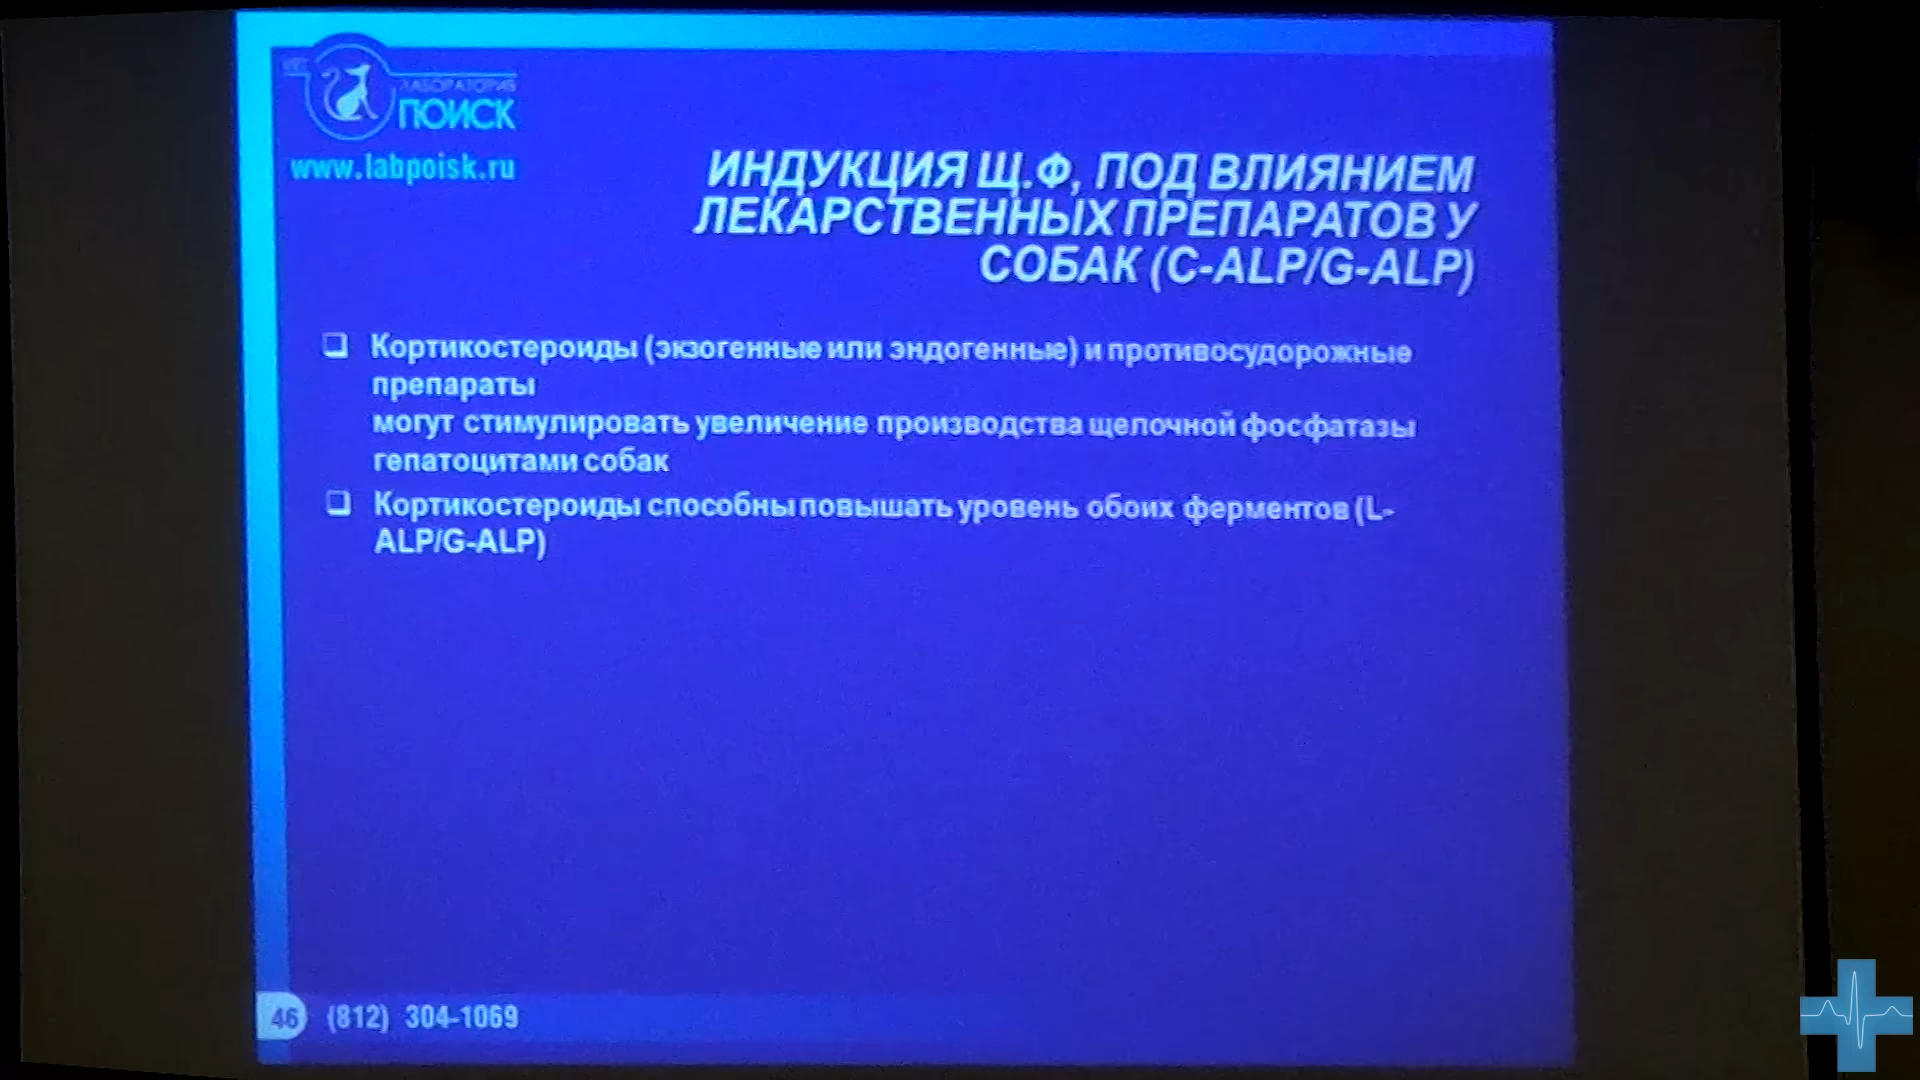 ЛАБОРАТОРИЯ
ПОИСК
www.labpoisk.ru
ИНДУКЦИЯ Щ.Ф, ПОД ВЛИЯНИЕМ
ЛЕКАРСТВЕННЫХ ПРЕПАРАТОВ У
СОБАК (C-ALP/G-ALP)
Кортикостероиды (экзогенные или эндогенные) и противосудорожные
препараты
могут стимулировать увеличение производства щелочной фосфатазы
гепатоцитами собак
Кортикостероиды способны повышать уровень обоих ферментов (L-
ALP/G-ALP)
46 (812) 304-1069